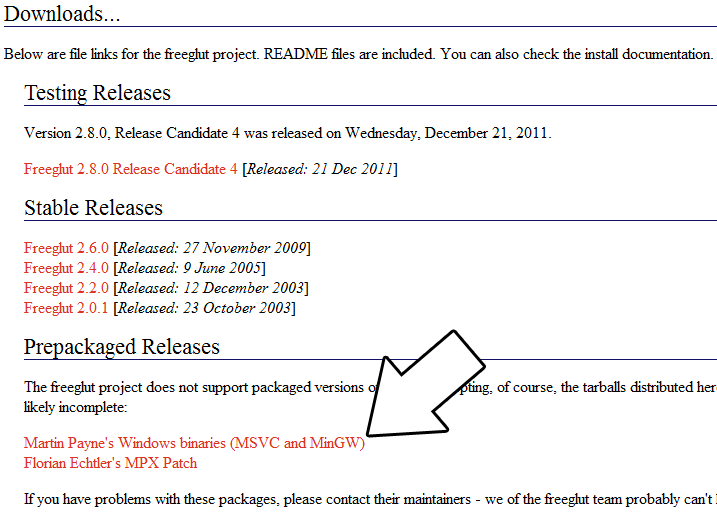 Downloads...
Below are file links for the freeglut project. README files are included. You can also check the install documentation.
Testing Releases
Version 2.8.0, Release Candidate 4 was released on Wednesday, December 21, 2011.
Freeglut 2.8.0 Release Candidate 4 [Released: 21 Dec 2011]
Stable Releases
Freeglut 2.6.0 [Released: 27 November 2009]
Freeglut 2.4.0 [Released: 9 June 2005]
Freeglut 2.2.0 [Released: 12 December 2003]
Freeglut 2.0.1 [Released: 23 October 2003]
Prepackaged Releases
The freeglut project does not support packaged versions of course, the tarballs distributed
likely incomplete:
Martin Payne's Windows binaries (MSVC and MinGW)
Florian Echtler's MPX Patch
If you have problems with these packages, please contact their maintainers - we of the freeglut team probably can't